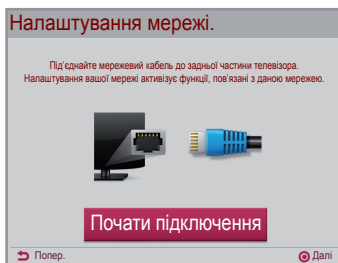 Налаштування мережі.
Під'єднайте мережевий кабель до задньої частини телевізора.
Налаштування вашої мережі активізує функції, пов'язані з даною мережею.
Почати підключення
Попер.
Далі